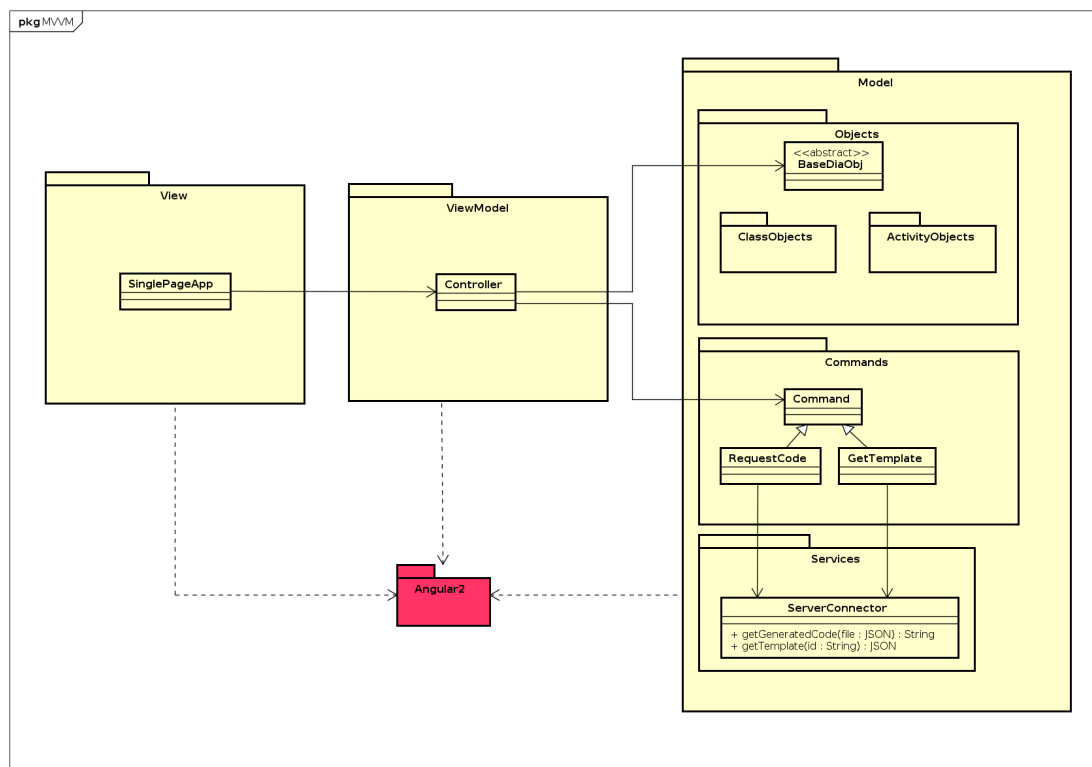 pkg MVVM
Model
Objects
<<abstract>>
BaseDiaObj
View
ViewModel
ClassObjects
ActivityObjects
SinglePageApp
Controller
Commands
Command
RequestCode
GetTemplate
Services
Angular2
ServerConnector
+ getGeneratedCode(file : JSON) : String
+ getTemplate(id : String) : JSON